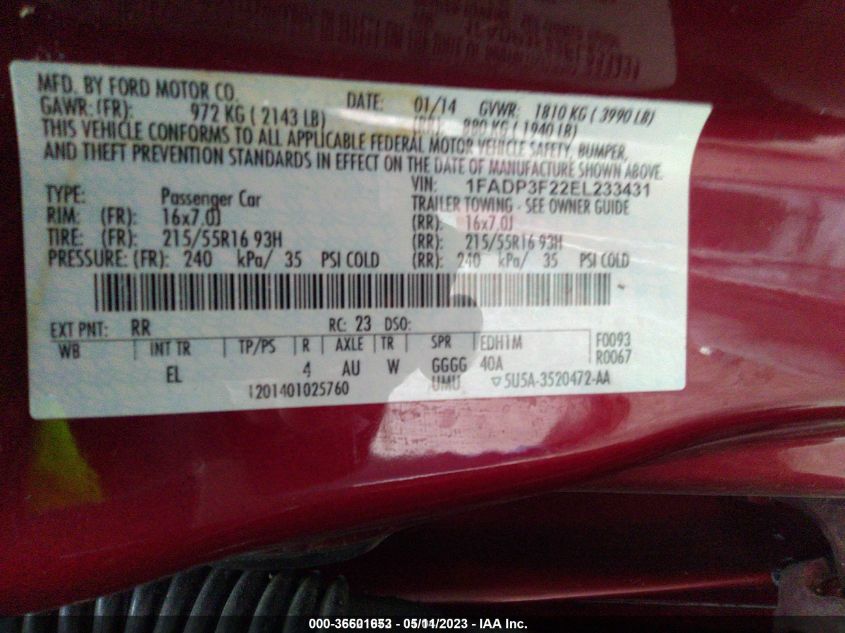 MFD. BY FORD MOTOR CO.
DATE: 01/14 GVWR: 1810 KG ( 3990 LB)
GAWR: (FR): 972 KG ( 2143 LB) (RR): 880 KG ( 1940 LB)
THIS VEHICLE CONFORMS TO ALL APPLICABLE FEDERAL MOTOR VEHICLE SAFETY, BUMPER,
AND THEFT PREVENTION STANDARDS IN EFFECT ON THE DATE OF MANUFACTURE SHOWN ABOVE.
VIN: 1FADP3F22EL233431
TYPE: Passenger Car TRAILER TOWING - SEE OWNER GUIDE
RIM: (FR): 16x7.0J (RR): 16x7.0J
TIRE: (FR): 215/55R16 93H (RR): 215/55R16 93H
PRESSURE: (FR): 240 kPa/ 35 PSI COLD (RR): 240 kPa/ 35 PSI COLD
EXT PNT: RR RC: 23 DSO:
WB INT TR TP/PS R AXLE TR SPR EDH1M F0093
EL 4 AU W GGGG 40A R0067
1201401025760 UMU 5U5A-3520472-AA
- 05/01/2023 - IAA Inc.